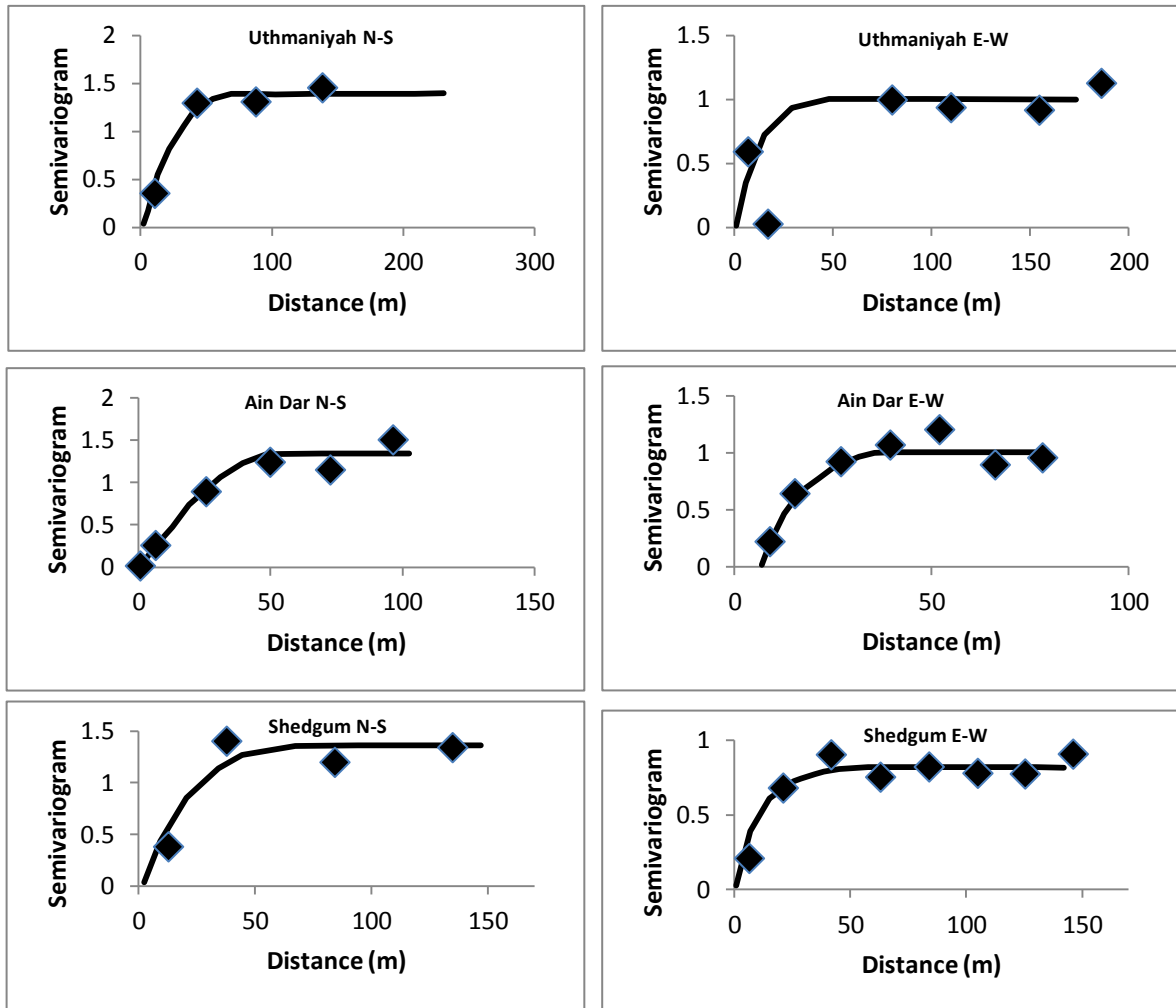 Uthmaniyah N-S
Semivariogram
2
1.5
1
0.5
0
0 100 200 300
Distance (m)
Uthmaniyah E-W
Semivariogram
1.5
1
0.5
0
0 50 100 150 200
Distance (m)
Ain Dar N-S
Semivariogram
2
1.5
1
0.5
0
0 50 100 150
Distance (m)
Ain Dar E-W
Semivariogram
1.5
1
0.5
0
0 50 100
Distance (m)
Shedgum N-S
Semivariogram
1.5
1
0.5
0
0 50 100 150
Distance (m)
Shedgum E-W
Semivariogram
1
0.5
0
0 50 100 150
Distance (m)